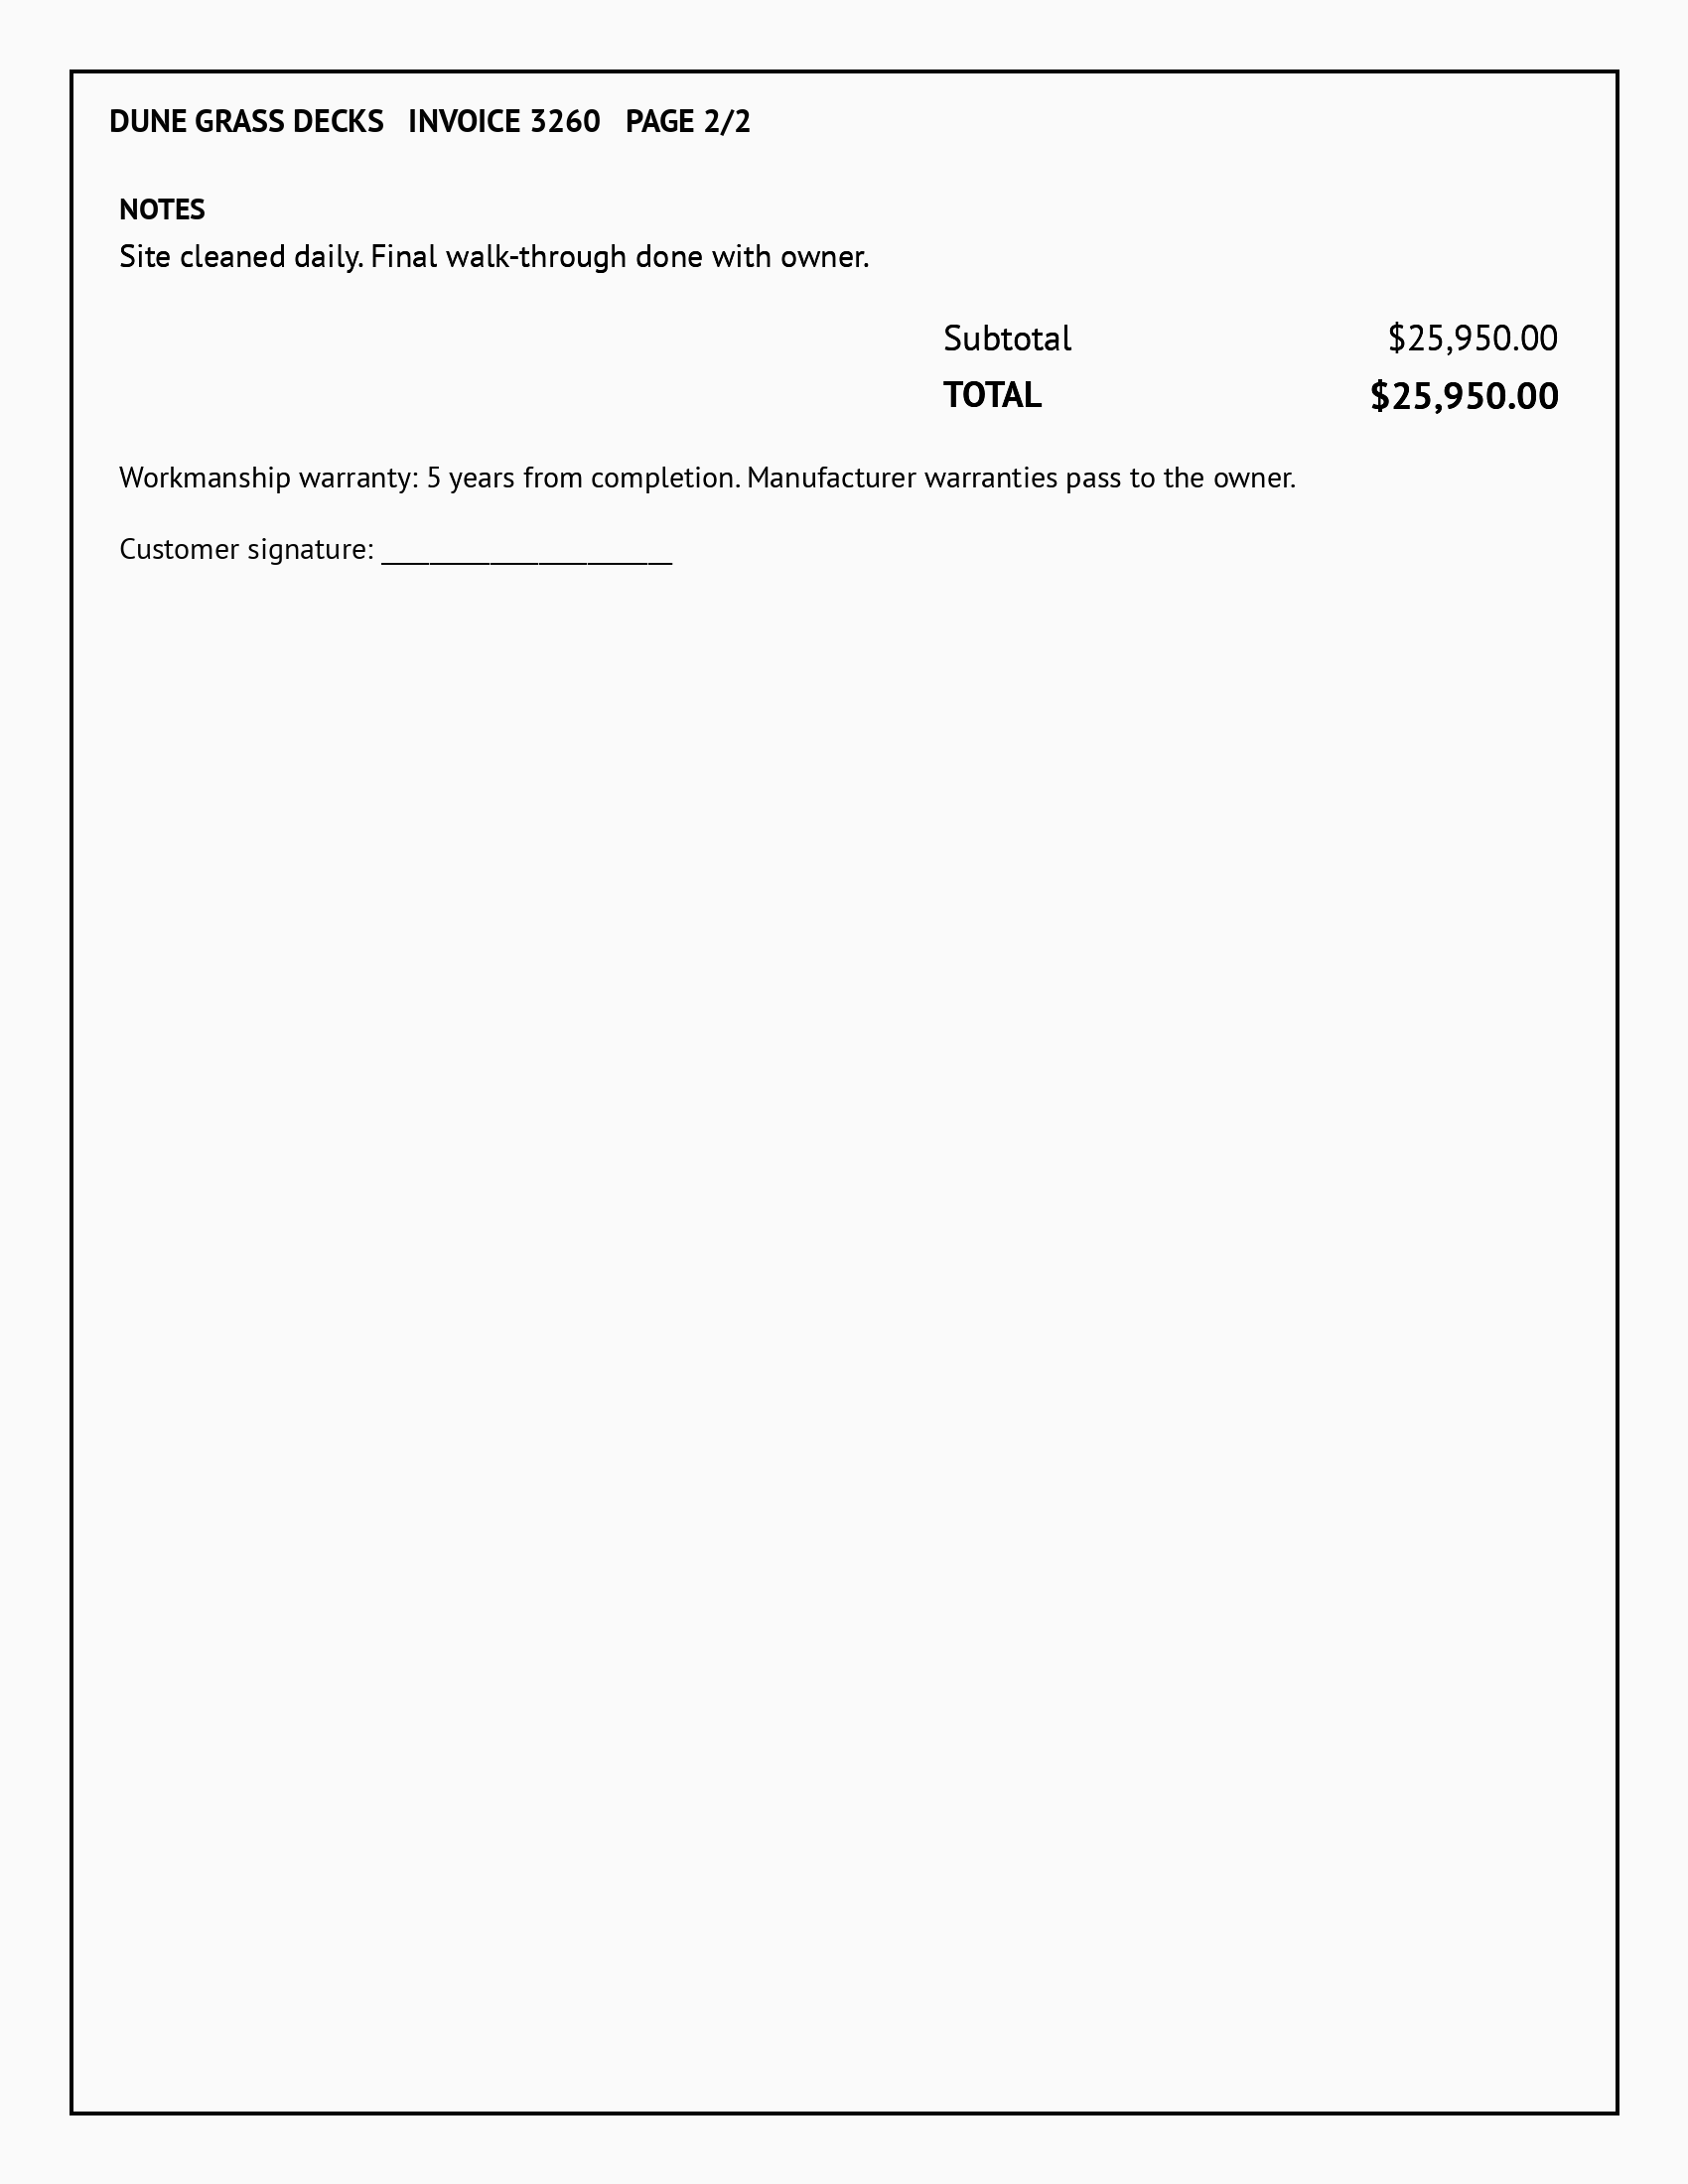 DUNE GRASS DECKS INVOICE 3260 PAGE 2/2
NOTES
Site cleaned daily. Final walk-through done with owner.
Subtotal $25,950.00
TOTAL $25,950.00
Workmanship warranty: 5 years from completion. Manufacturer warranties pass to the owner.
Customer signature: ____________________